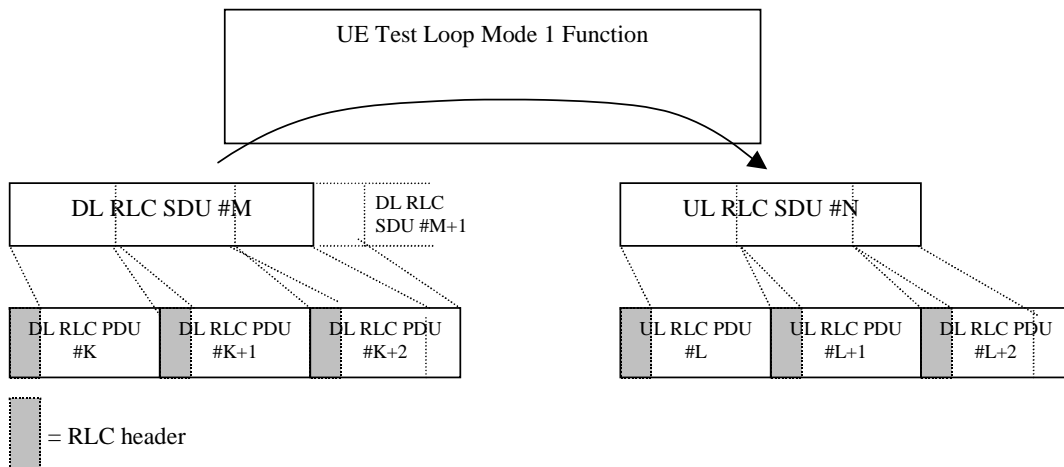 UE Test Loop Mode 1 Function
DL RLC SDU #M
DL RLC
SDU #M+1
UL RLC SDU #N
DL RLC PDU
#K
DL RLC PDU
#K+1
DL RLC PDU
#K+2
UL RLC PDU
#L
UL RLC PDU
#L+1
DL RLC PDU
#L+2
= RLC header